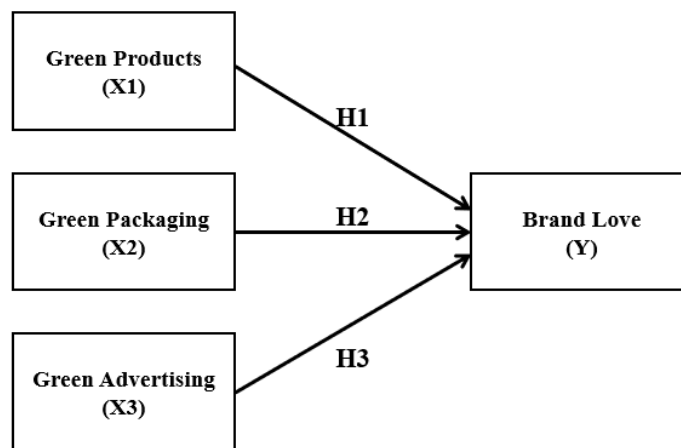 Green Products
(X1)
H1
Green Packaging
(X2)
H2
Brand Love
(Y)
Green Advertising
(X3)
H3